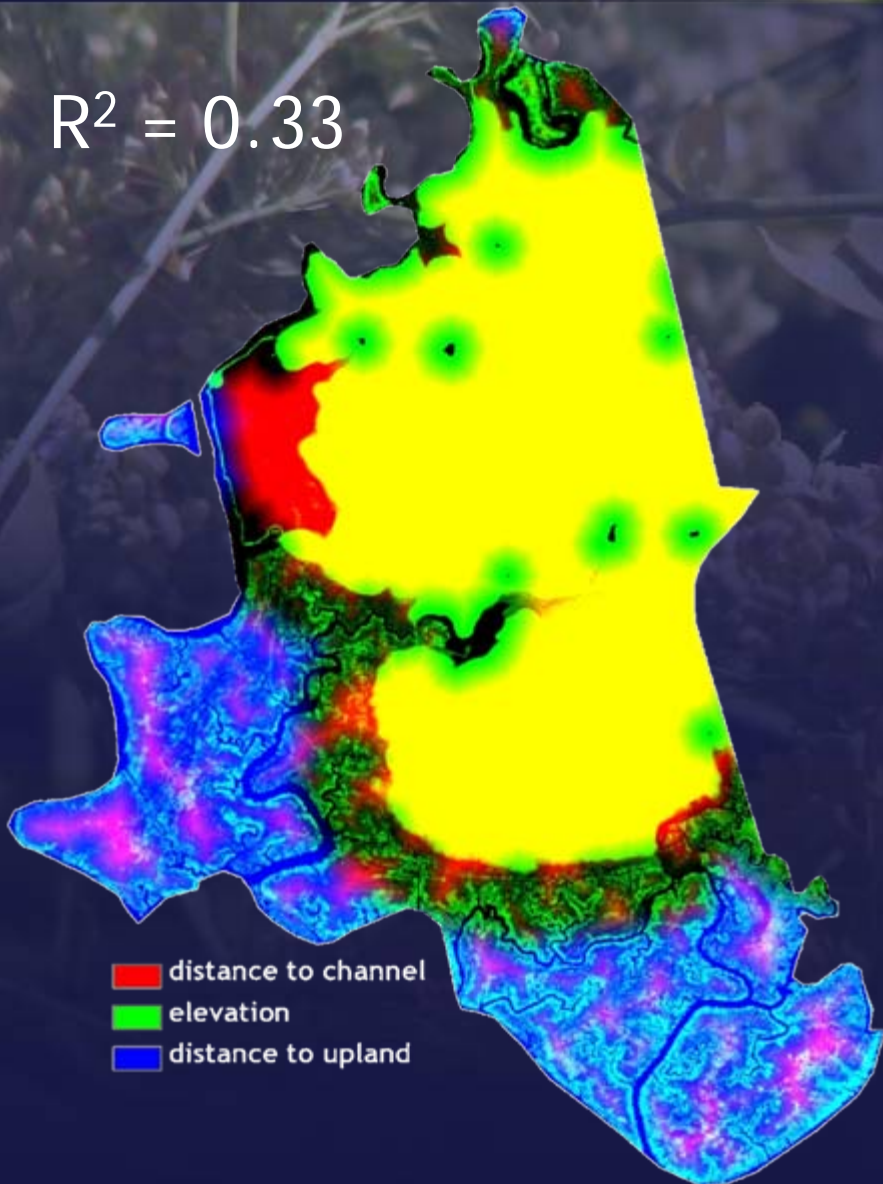 R² = 0.33
distance to channel
elevation
distance to upland